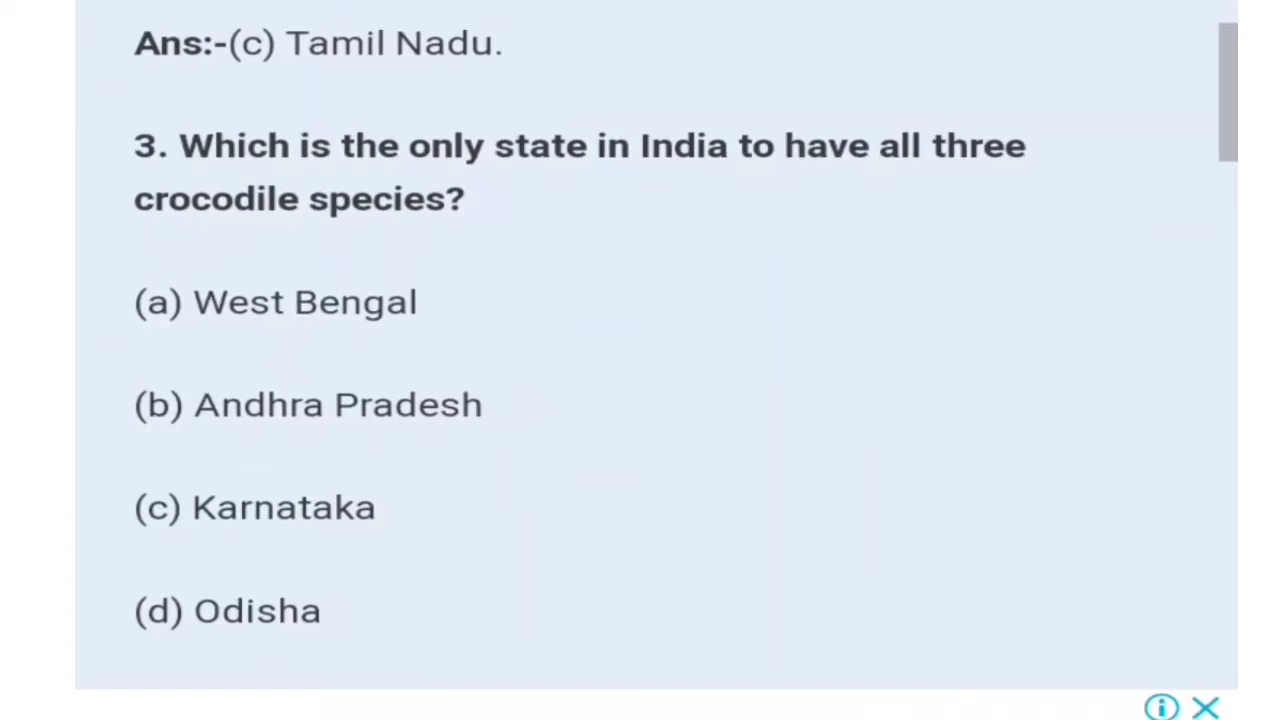 Ans:-(c) Tamil Nadu.
3. Which is the only state in India to have all three
crocodile species?
(a) West Bengal
(b) Andhra Pradesh
(c) Karnataka
(d) Odisha